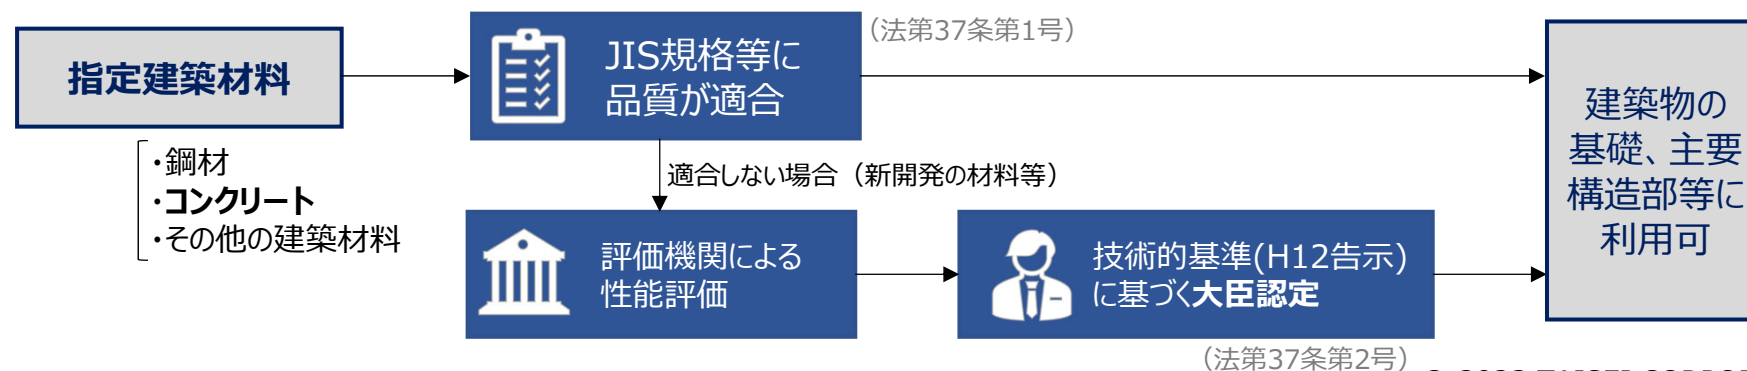 指定建築材料
・鋼材
・コンクリート
・その他の建築材料
JIS規格等に
品質が適合
（法第37条第1号）
適合しない場合（新開発の材料等）
評価機関による
性能評価
技術的基準(H12告示)
に基づく大臣認定
（法第37条第2号）
建築物の
基礎、主要
構造部等に
利用可